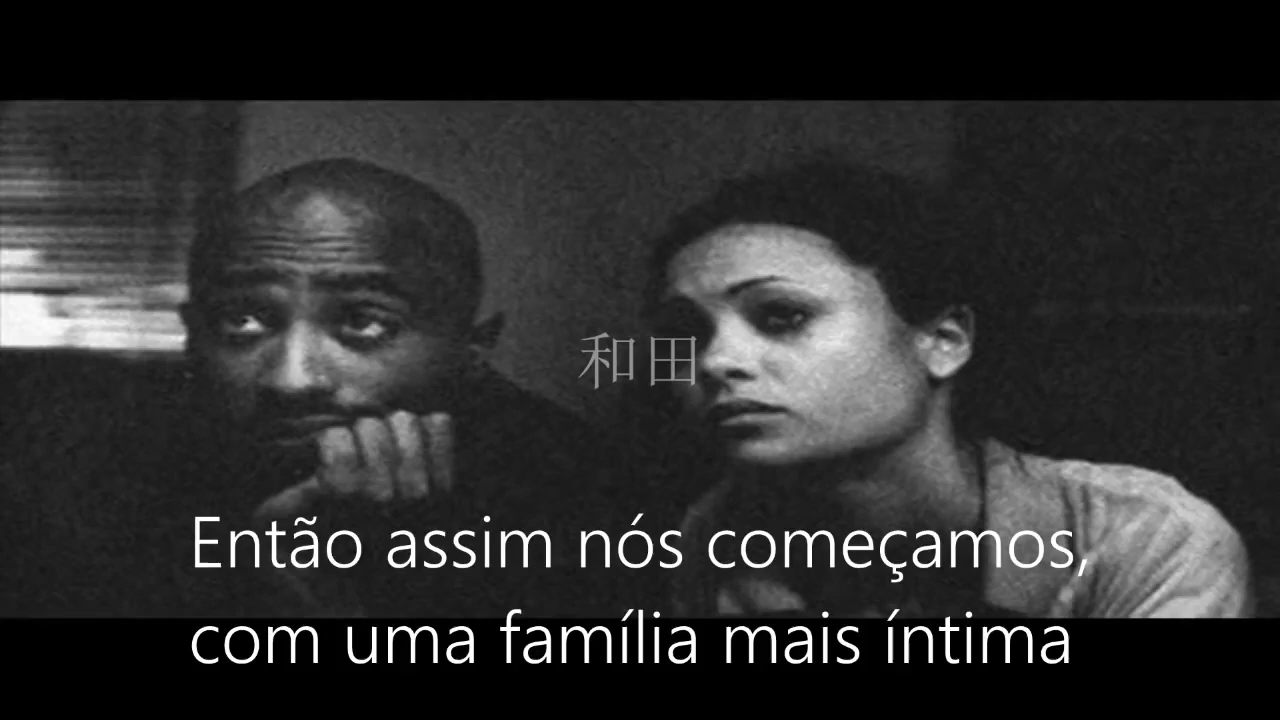 和田
Então assim nós começamos,
com uma família mais íntima